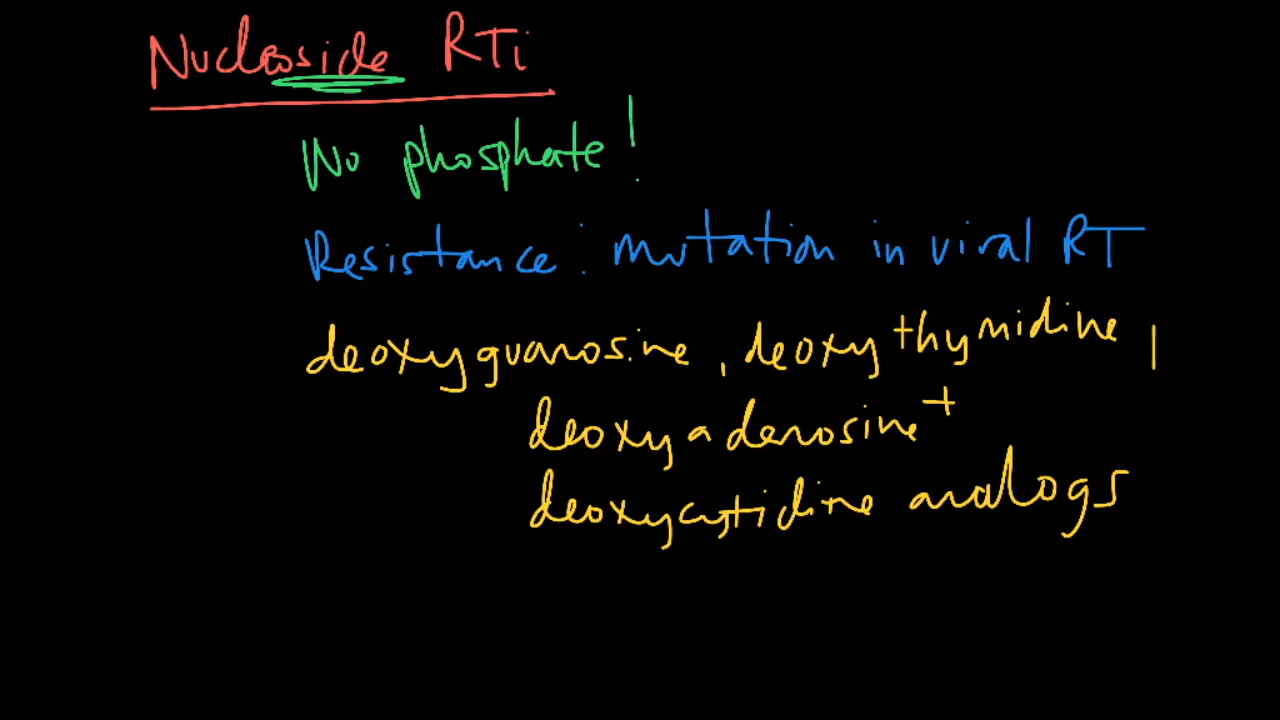 Nucleoside RTi
No phosphate!
Resistance: mutation in viral RT
deoxyguanosine, deoxythymidine,
deoxyadenosine +
deoxycytidine analogs